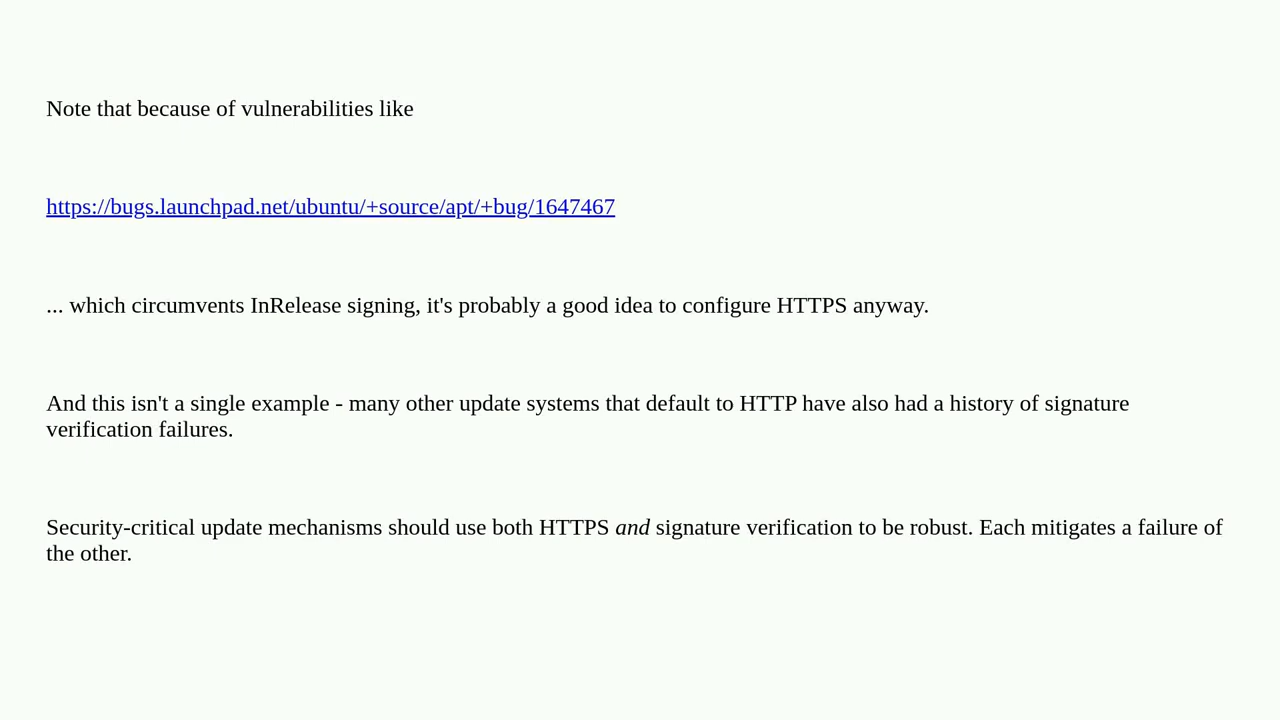 Note that because of vulnerabilities like
https://bugs.launchpad.net/ubuntu/+source/apt/+bug/1647467
... which circumvents InRelease signing, it's probably a good idea to configure HTTPS anyway.
And this isn't a single example - many other update systems that default to HTTP have also had a history of signature
verification failures.
Security-critical update mechanisms should use both HTTPS and signature verification to be robust. Each mitigates a failure of
the other.